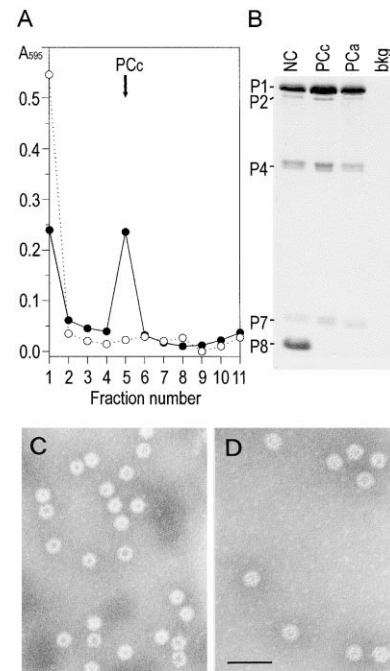 A
A595
PCc
0.5
0.4
0.3
0.2
0.1
0.0
1 2 3 4 5 6 7 8 9 10 11
Fraction number
B
NC PCc PCa bkg
P1
P2
P4
P7
P8
C
D